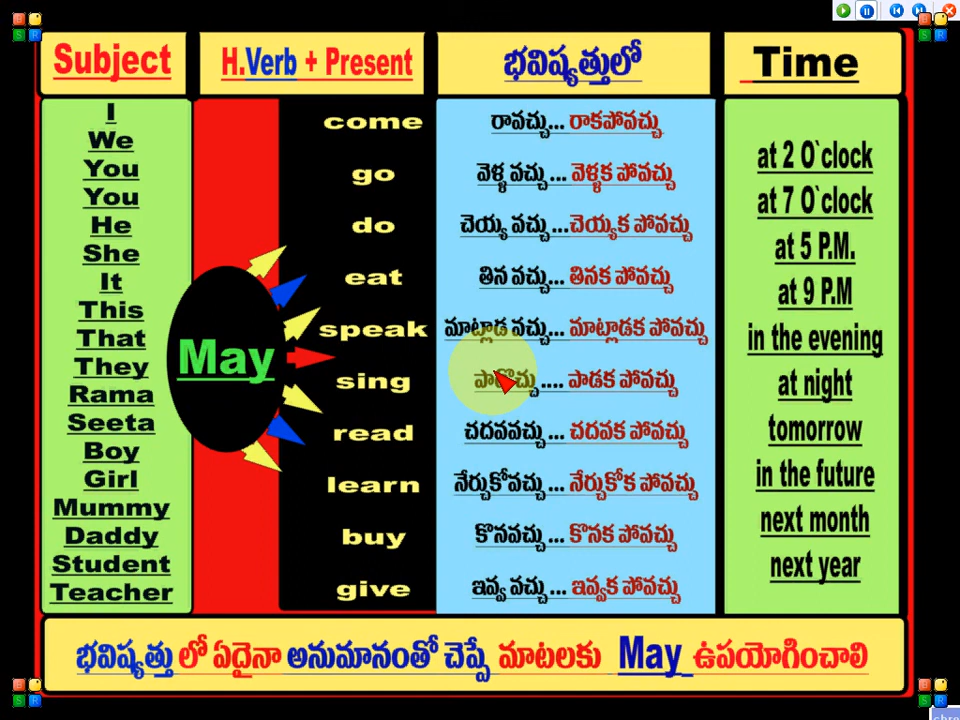 Subject
H.Verb + Present
భవిష్యత్తులో
Time
I
We
You
You
He
She
It
This
That
They
Rama
Seeta
Boy
Girl
Mummy
Daddy
Student
Teacher
May
come
go
do
eat
speak
sing
read
learn
buy
give
రావచ్చు... రాకపోవచ్చు
వెళ్ళ వచ్చు... వెళ్ళక పోవచ్చు
చెయ్య వచ్చు...చెయ్యక పోవచ్చు
తిన వచ్చు... తినక పోవచ్చు
మాట్లాడ వచ్చు... మాట్లాడక పోవచ్చు
.... పాడక పోవచ్చు
చదవవచ్చు... చదవక పోవచ్చు
నేర్చుకోవచ్చు... నేర్చుకోక పోవచ్చు
కొనవచ్చు... కొనక పోవచ్చు
ఇవ్వ వచ్చు... ఇవ్వక పోవచ్చు
at 2 O`clock
at 7 O`clock
at 5 P.M.
at 9 P.M
in the evening
at night
tomorrow
in the future
next month
next year
భవిష్యత్తు లో ఏదైనా అనుమానంతో చెప్పే మాటలకు May ఉపయోగించాలి